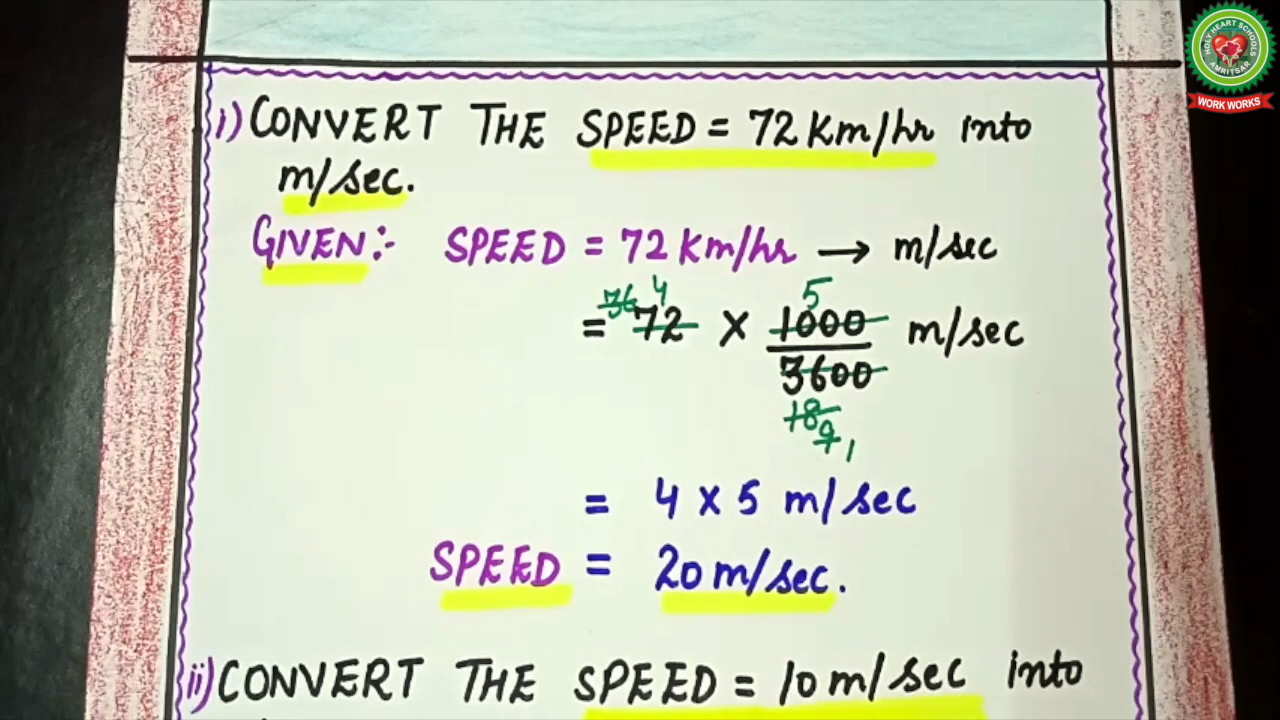 HOLY HEART SCHOOLS
AMRITSAR
WORK WORKS
i) CONVERT THE SPEED = 72 Km/hr into
m/sec.
GIVEN:- SPEED = 72 Km/hr → m/sec
36 4 5
= 72 X 1000 m/sec
3600
18 9 1
= 4 x 5 m/sec
SPEED = 20 m/sec.
ii) CONVERT THE SPEED = 10 m/sec into